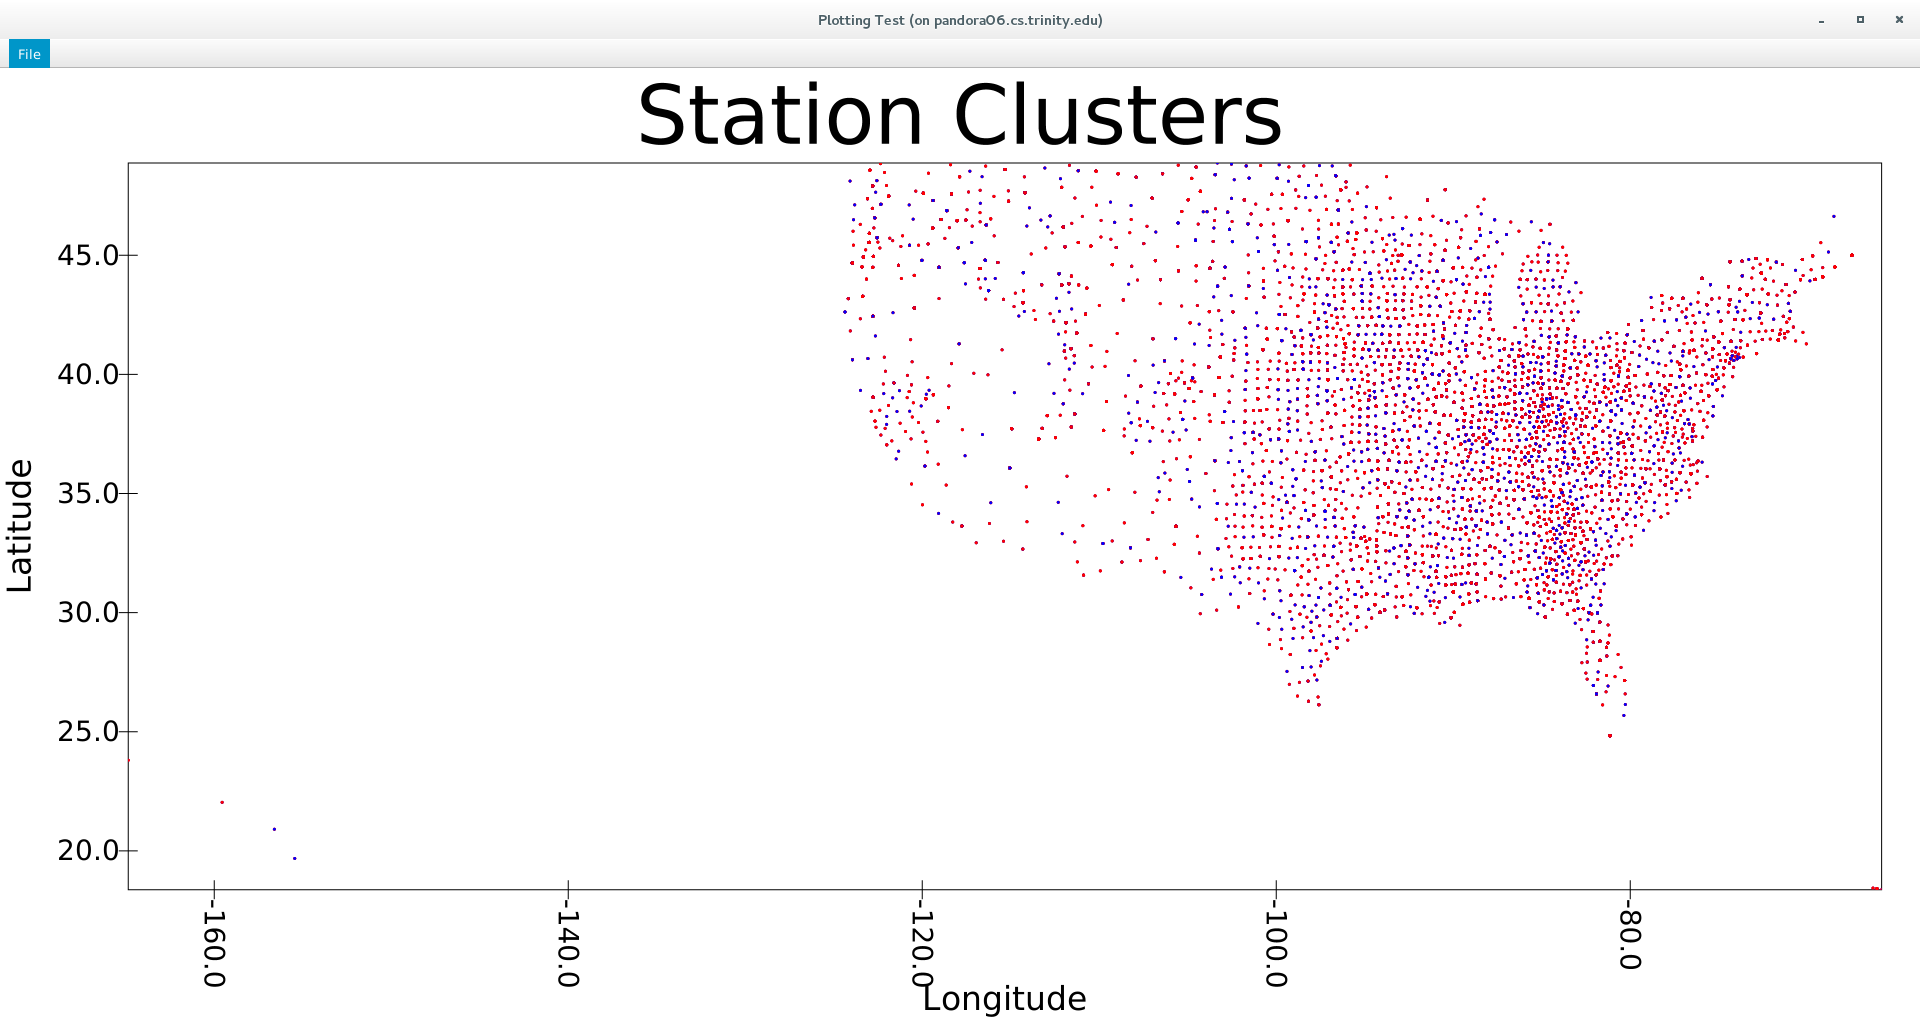 Plotting Test (on pandora06.cs.trinity.edu)
File
Station Clusters
Latitude
45.0
40.0
35.0
30.0
25.0
20.0
-160.0
-140.0
-120.0
-100.0
-80.0
Longitude